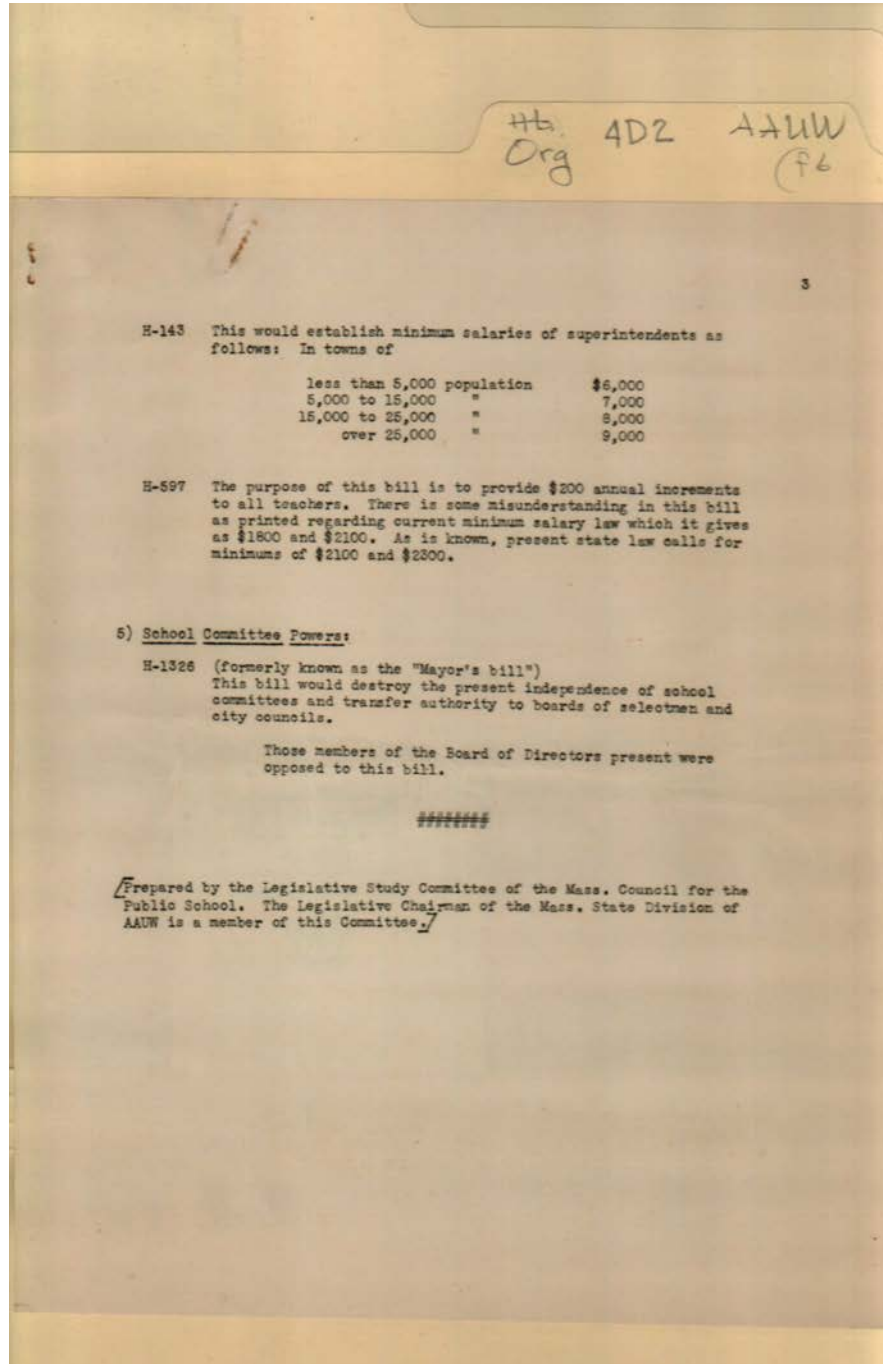 Org 4D2 AAUW
3
H-143 This would establish minimum salaries of superintendents as
follows: In towns of
less than 5,000 population $6,000
5,000 to 15,000 " 7,000
15,000 to 25,000 " 8,000
over 25,000 " 9,000
H-597 The purpose of this bill is to provide $200 annual increments
to all teachers. There is some misunderstanding in this bill
as printed regarding current minimum salary law which it gives
as $1800 and $2100. As is known, present state law calls for
minimums of $2100 and $2300.
5) School Committee Powers:
H-1326 (formerly known as the "Mayor's bill")
This bill would destroy the present independence of school
committees and transfer authority to boards of selectmen and
city councils.
Those members of the Board of Directors present were
opposed to this bill.
########
[Prepared by the Legislative Study Committee of the Mass. Council for the
Public School. The Legislative Chairman of the Mass. State Division of
AAUW is a member of this Committee.]